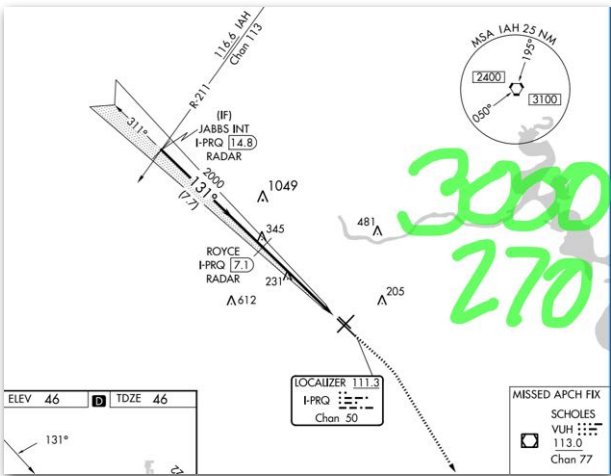 116.6 IAH
Chan 113
R-211
MSA IAH 25 NM
195°
2400
3100
050°
311°
(IF)
JABBS INT
I-PRQ 14.8
RADAR
2000
131°
(7.7)
1049
3000
270
481
345
ROYCE
I-PRQ 7.1
RADAR
231
612
205
LOCALIZER 111.3
I-PRQ
Chan 50
ELEV 46 D TDZE 46
131°
22
MISSED APCH FIX
SCHOLES
VUH
113.0
Chan 77